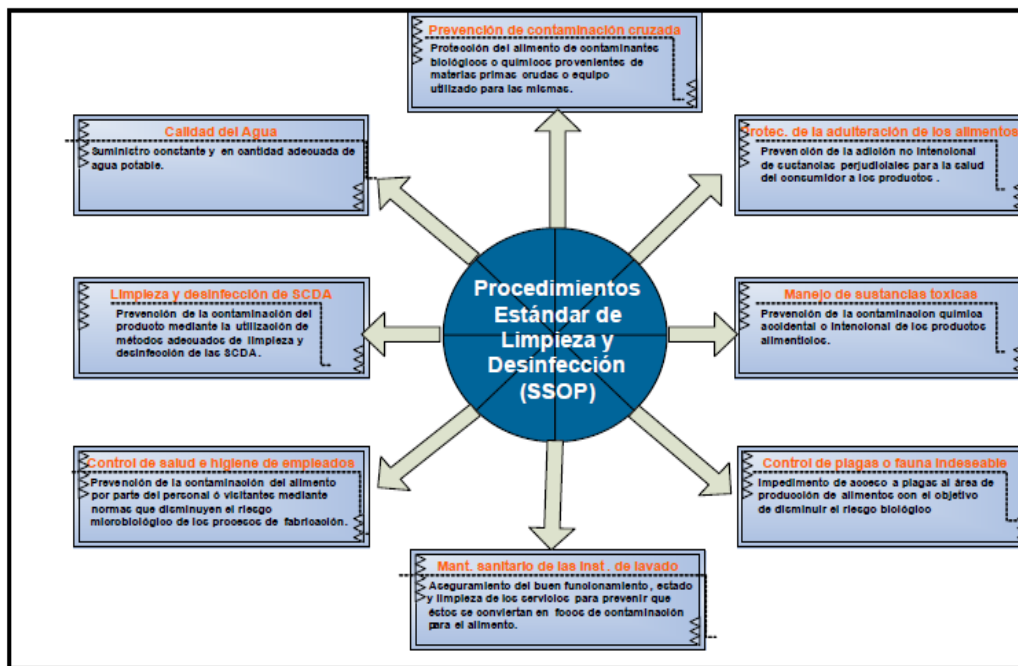 Prevención de contaminación cruzada
Protección del alimento de contaminantes
biológicos o químicos provenientes de
materias primas crudas o equipo
utilizado para las mismas.
Calidad del Agua
Suministro constante y en cantidad adecuada de
agua potable.
Protec. de la adulteración de los alimentos
Prevención de la adición no intencional
de sustancias perjudiciales para la salud
del consumidor a los productos .
Procedimientos
Estándar de
Limpieza y
Desinfección
(SSOP)
Limpieza y desinfección de SCDA
Prevención de la contaminación del
producto mediante la utilización de
métodos adecuados de limpieza y
desinfección de las SCDA.
Manejo de sustancias toxicas
Prevención de la contaminacion química
accidental o intencional de los productos
alimenticios.
Control de salud e higiene de empleados
Prevención de la contaminación del alimento
por parte del personal ó visitantes mediante
normas que disminuyen el riesgo
microbiológico de los procesos de fabricación.
Control de plagas o fauna indeseable
Impedimento de acceso a plagas al área de
producción de alimentos con el objetivo
de disminuir el riesgo biológico
Mant. sanitario de las inst. de lavado
Aseguramiento del buen funcionamiento, estado
y limpieza de los servicios para prevenir que
éstos se conviertan en focos de contaminación
para el alimento.